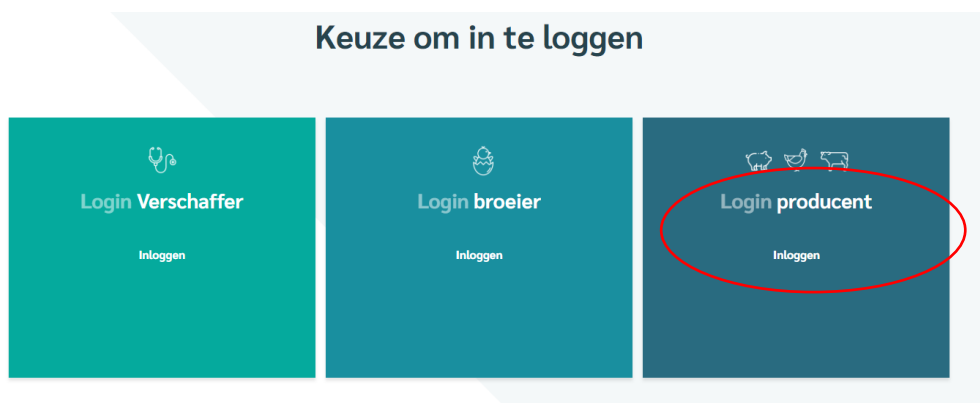 Keuze om in te loggen
Login Verschaffer
Inloggen
Login broeier
Inloggen
Login producent
Inloggen